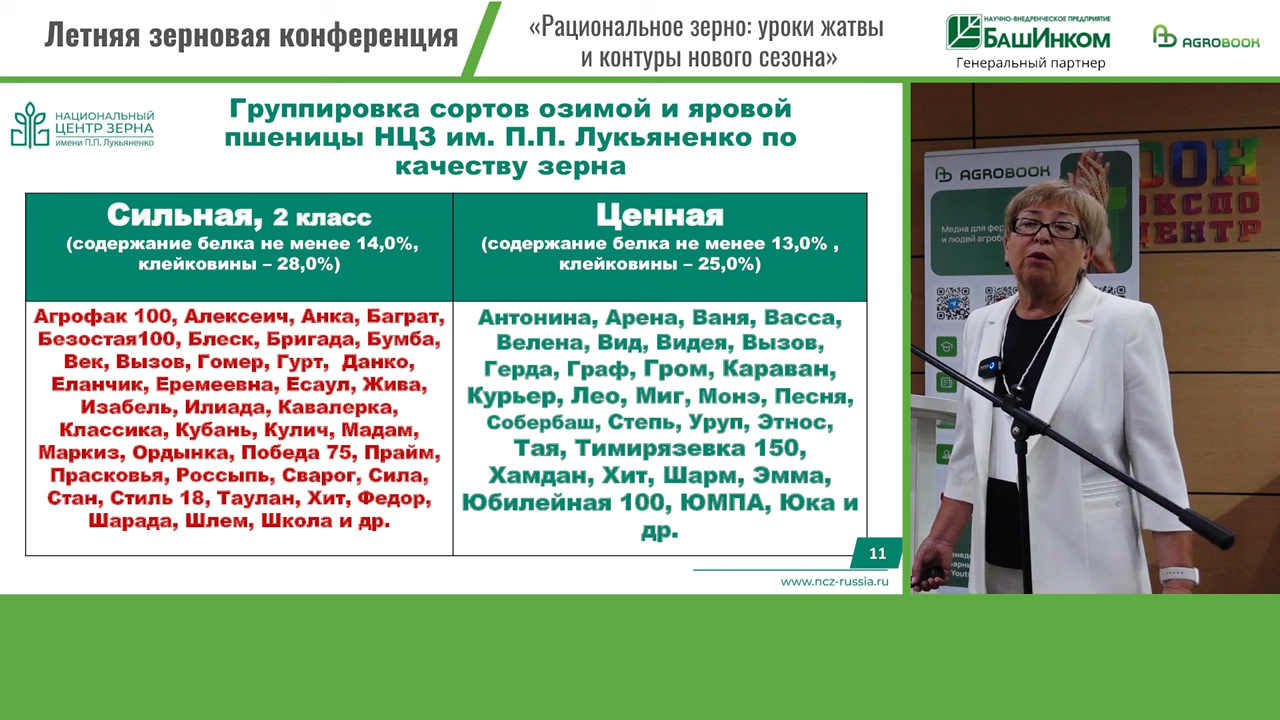 Летняя зерновая конференция
«Рациональное зерно: уроки жатвы
и контуры нового сезона»
НАУЧНО-ВНЕДРЕНЧЕСКОЕ ПРЕДПРИЯТИЕ
БАШИНКОМ
Генеральный партнер
AGROBOOK
НАЦИОНАЛЬНЫЙ
ЦЕНТР ЗЕРНА
ИМЕНИ П.П. Лукьяненко
Группировка сортов озимой и яровой
пшеницы НЦЗ им. П.П. Лукьяненко по
качеству зерна
Сильная, 2 класс
(содержание белка не менее 14,0%,
клейковины – 28,0%)
Ценная
(содержание белка не менее 13,0% ,
клейковины – 25,0%)
Агрофак 100, Алексеич, Анка, Баграт,
Безостая100, Блеск, Бригада, Бумба,
Век, Вызов, Гомер, Гурт, Данко,
Еланчик, Еремеевна, Есаул, Жива,
Изабель, Илиада, Кавалерка,
Классика, Кубань, Кулич, Мадам,
Маркиз, Ордынка, Победа 75, Прайм,
Прасковья, Россыпь, Сварог, Сила,
Стан, Стиль 18, Таулан, Хит, Федор,
Шарада, Шлем, Школа и др.
Антонина, Арена, Ваня, Васса,
Велена, Вид, Видея, Вызов,
Герда, Граф, Гром, Караван,
Курьер, Лео, Миг, Монэ, Песня,
Собербаш, Степь, Уруп, Этнос,
Тая, Тимирязевка 150,
Хамдан, Хит, Шарм, Эмма,
Юбилейная 100, ЮМПА, Юка и
др.
11
www.ncz-russia.ru
AGROBOOK
Медиа для
и людей
ДОН
ЭКСПО
ЦЕНТР